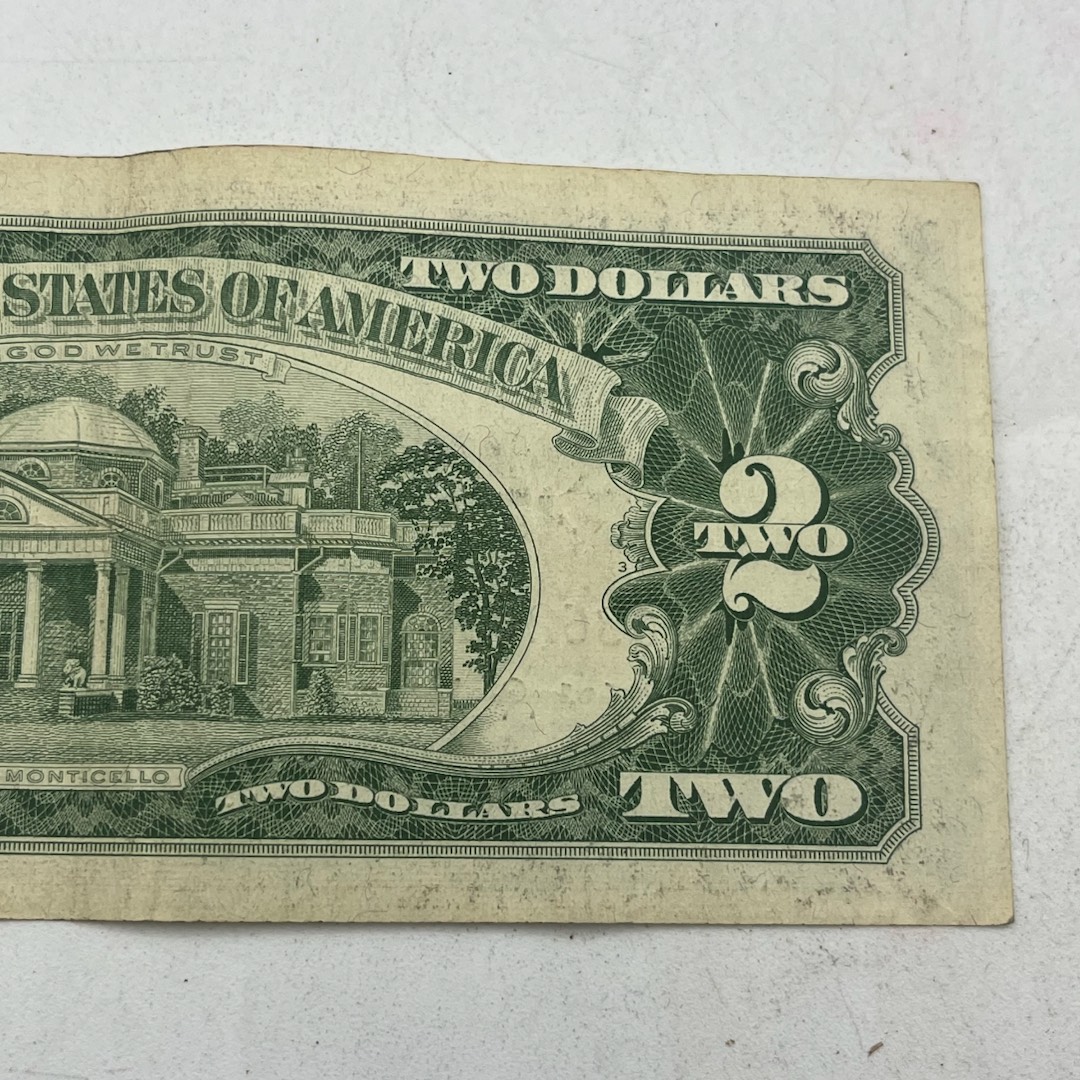 TWO DOLLARS
STATES OF AMERICA
GOD WE TRUST
2
TWO
3
MONTICELLO
TWO DOLLARS
TWO